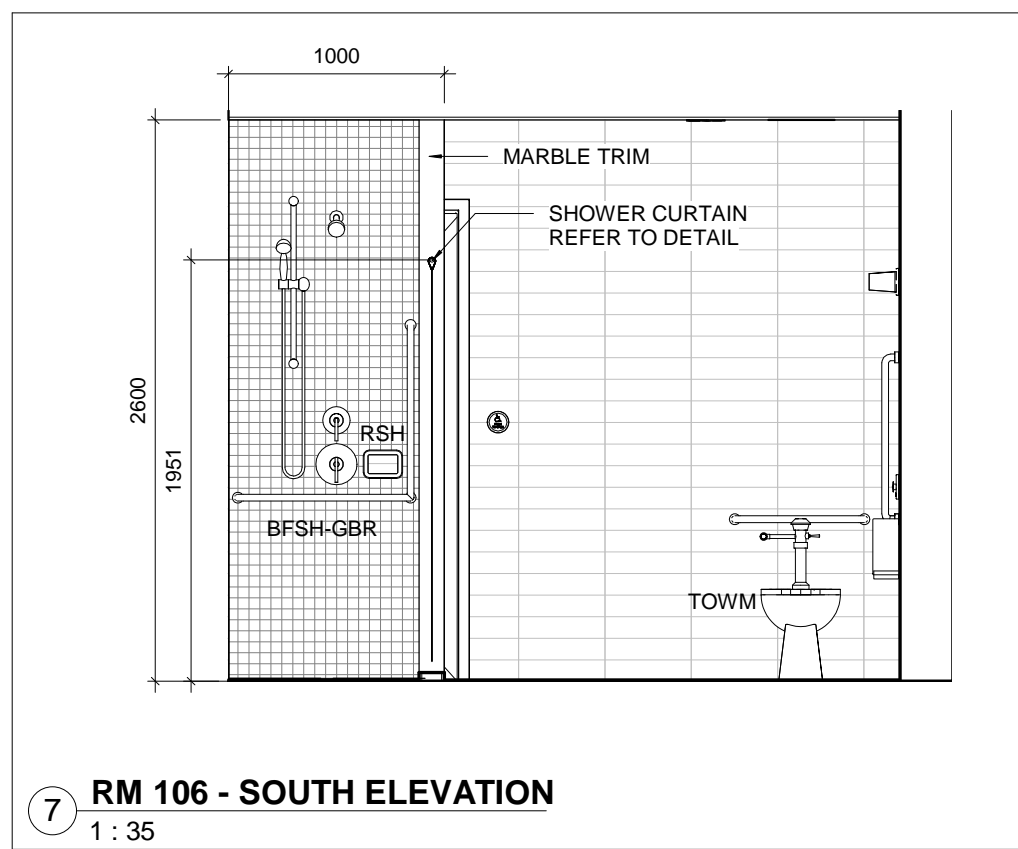 1000
MARBLE TRIM
SHOWER CURTAIN
REFER TO DETAIL
2600
1951
RSH
BFSH-GBR
TOWM
7
RM 106 - SOUTH ELEVATION
1 : 35